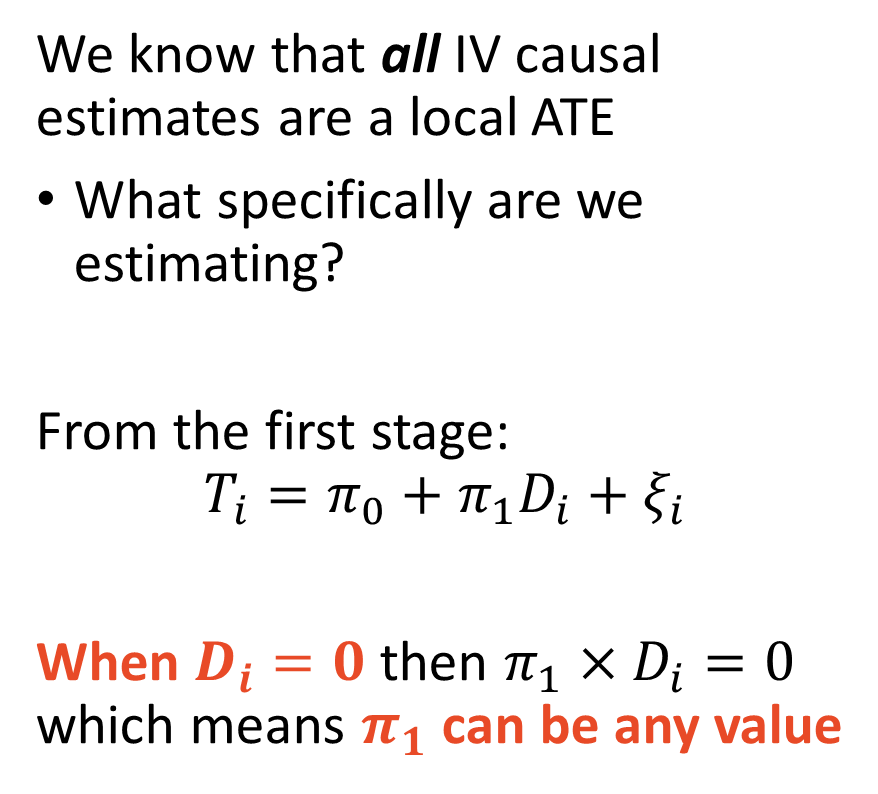 We know that all IV causal
estimates are a local ATE
• What specifically are we
estimating?
From the first stage:
𝑇ᵢ = 𝜋₀ + 𝜋₁𝐷ᵢ + 𝜉ᵢ
When 𝑫ᵢ = 𝟎 then 𝜋₁ × 𝐷ᵢ = 0
which means 𝝅₁ can be any value